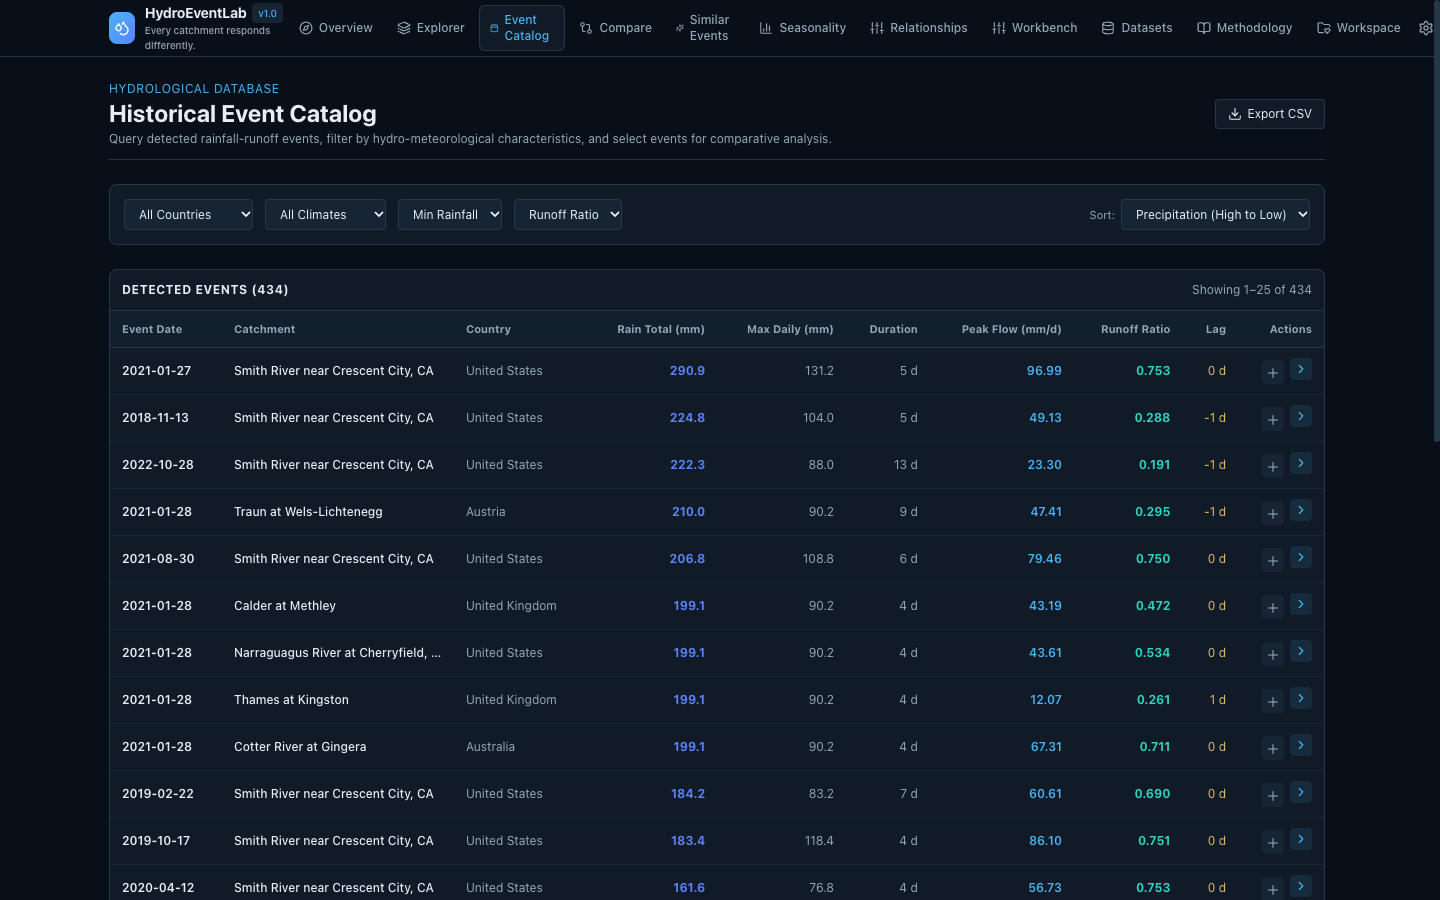 HydroEventLab v1.0
Every catchment responds
differently.
Overview
Explorer
Event
Catalog
Compare
Similar
Events
Seasonality
Relationships
Workbench
Datasets
Methodology
Workspace
HYDROLOGICAL DATABASE
Historical Event Catalog
Query detected rainfall-runoff events, filter by hydro-meteorological characteristics, and select events for comparative analysis.
Export CSV
All Countries All Climates Min Rainfall Runoff Ratio Sort: Precipitation (High to Low)
DETECTED EVENTS (434) Showing 1–25 of 434
Event Date Catchment Country Rain Total (mm) Max Daily (mm) Duration Peak Flow (mm/d) Runoff Ratio Lag Actions
2021-01-27 Smith River near Crescent City, CA United States 290.9 131.2 5 d 96.99 0.753 0 d
2018-11-13 Smith River near Crescent City, CA United States 224.8 104.0 5 d 49.13 0.288 -1 d
2022-10-28 Smith River near Crescent City, CA United States 222.3 88.0 13 d 23.30 0.191 -1 d
2021-01-28 Traun at Wels-Lichtenegg Austria 210.0 90.2 9 d 47.41 0.295 -1 d
2021-08-30 Smith River near Crescent City, CA United States 206.8 108.8 6 d 79.46 0.750 0 d
2021-01-28 Calder at Methley United Kingdom 199.1 90.2 4 d 43.19 0.472 0 d
2021-01-28 Narraguagus River at Cherryfield, ... United States 199.1 90.2 4 d 43.61 0.534 0 d
2021-01-28 Thames at Kingston United Kingdom 199.1 90.2 4 d 12.07 0.261 1 d
2021-01-28 Cotter River at Gingera Australia 199.1 90.2 4 d 67.31 0.711 0 d
2019-02-22 Smith River near Crescent City, CA United States 184.2 83.2 7 d 60.61 0.690 0 d
2019-10-17 Smith River near Crescent City, CA United States 183.4 118.4 4 d 86.10 0.751 0 d
2020-04-12 Smith River near Crescent City, CA United States 161.6 76.8 4 d 56.73 0.753 0 d